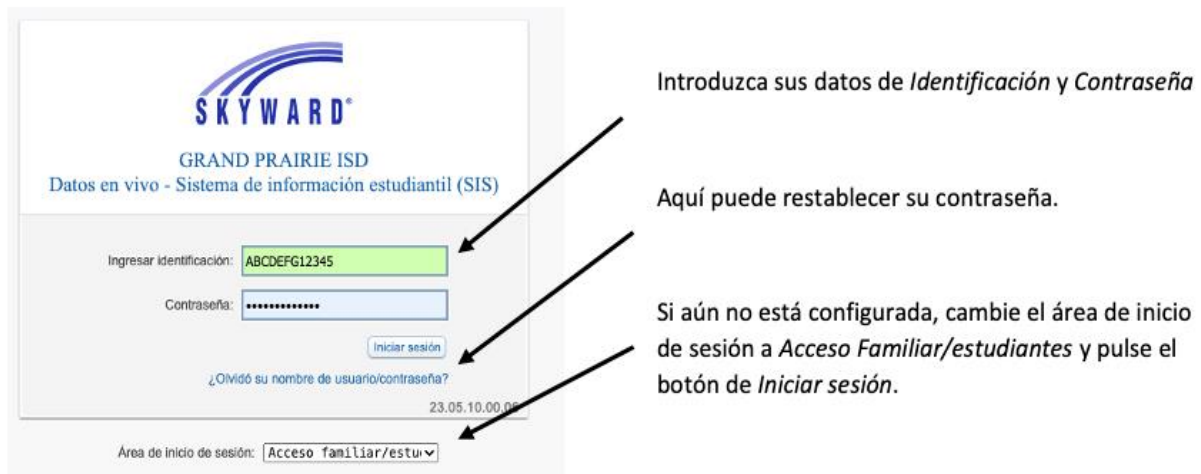 SKYWARD®
GRAND PRAIRIE ISD
Datos en vivo - Sistema de información estudiantil (SIS)
Ingresar identificación: ABCDEFG12345
Contraseña: •••••••••••••
Iniciar sesión
¿Olvidó su nombre de usuario/contraseña?
23.05.10.00.06
Área de inicio de sesión: Acceso familiar/estu
Introduzca sus datos de Identificación y Contraseña
Aquí puede restablecer su contraseña.
Si aún no está configurada, cambie el área de inicio
de sesión a Acceso Familiar/estudiantes y pulse el
botón de Iniciar sesión.